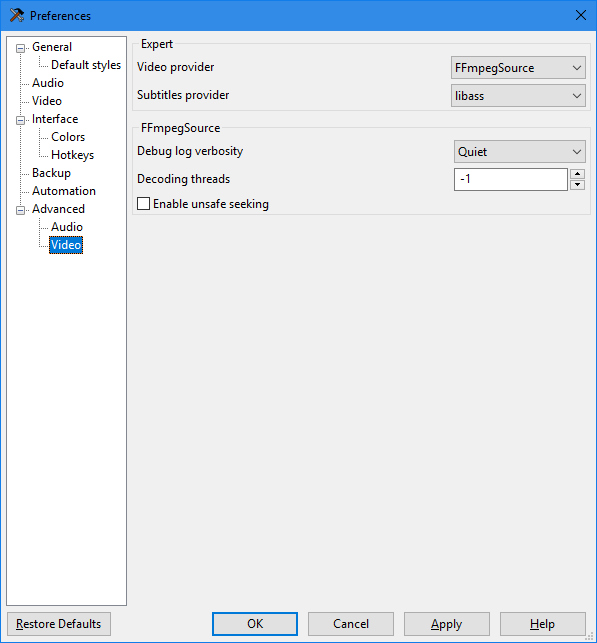 Preferences
General
Default styles
Audio
Video
Interface
Colors
Hotkeys
Backup
Automation
Advanced
Audio
Video
Expert
Video provider FFmpegSource
Subtitles provider libass
FFmpegSource
Debug log verbosity Quiet
Decoding threads -1
Enable unsafe seeking
Restore Defaults OK Cancel Apply Help